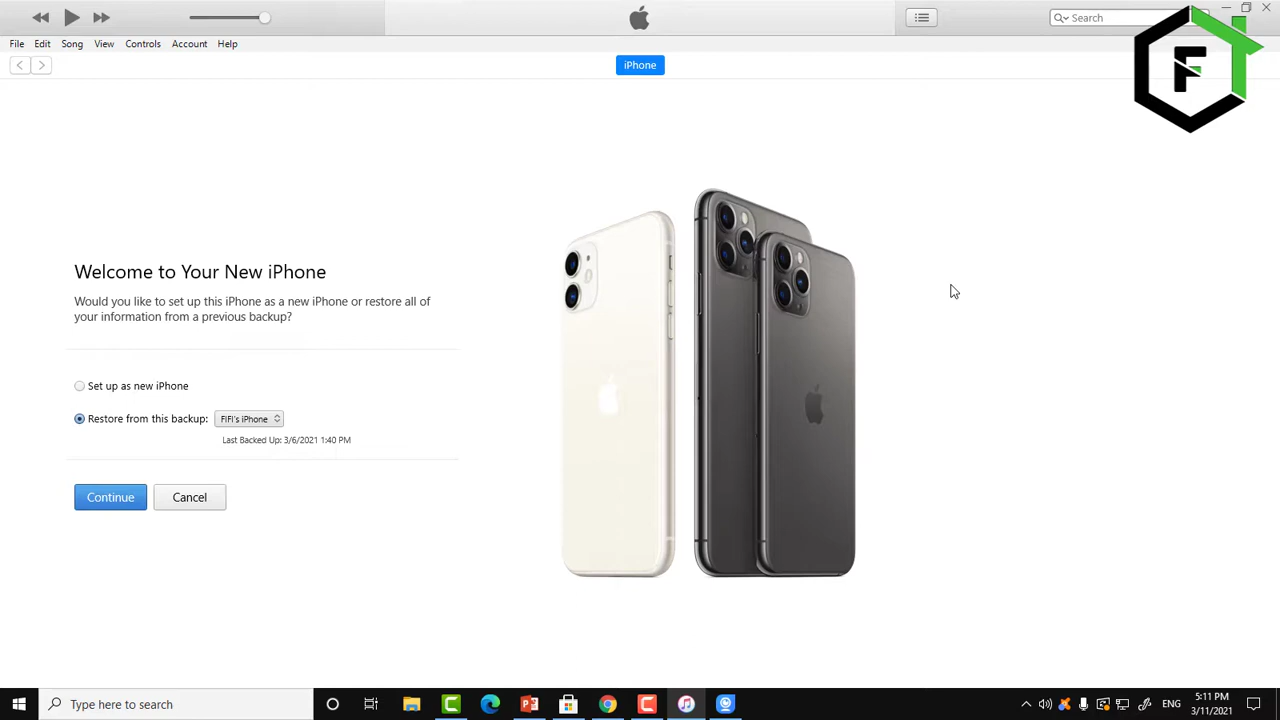 Search
File Edit Song View Controls Account Help
iPhone
F
Welcome to Your New iPhone
Would you like to set up this iPhone as a new iPhone or restore all of
your information from a previous backup?
Set up as new iPhone
Restore from this backup: FIFI's iPhone
Last Backed Up: 3/6/2021 1:40 PM
Continue Cancel
Type here to search
ENG
5:11 PM
3/11/2021